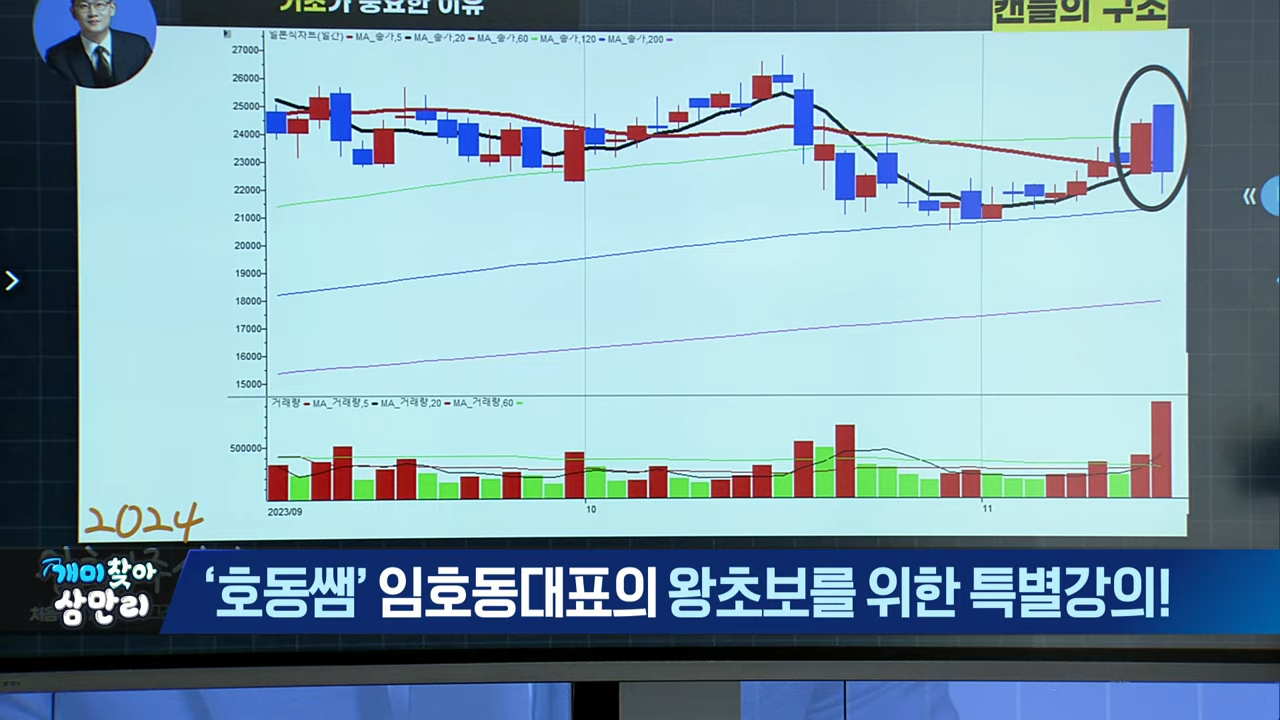 기초가 중요한 이유
캔들의 구조
일본식차트(일간) MA_종가,5 MA_종가,20 MA_종가,60 MA_종가,120 MA_종가,200
27000
26000
25000
24000
23000
22000
21000
20000
19000
18000
17000
16000
15000
거래량 MA_거래량,5 MA_거래량,20 MA_거래량,60
500000
2023/09 10 11
2024
개미찾아
삼만리
‘호동쌤’ 임호동대표의 왕초보를 위한 특별강의!